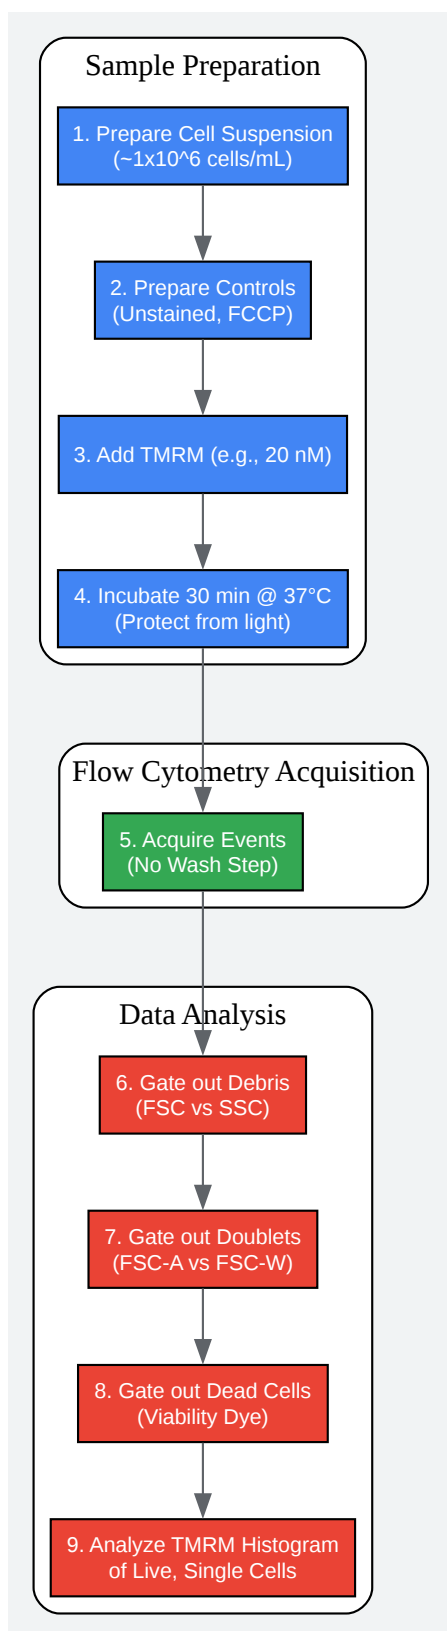 Sample Preparation
1. Prepare Cell Suspension
(~1x10^6 cells/mL)
2. Prepare Controls
(Unstained, FCCP)
3. Add TMRM (e.g., 20 nM)
4. Incubate 30 min @ 37°C
(Protect from light)
Flow Cytometry Acquisition
5. Acquire Events
(No Wash Step)
Data Analysis
6. Gate out Debris
(FSC vs SSC)
7. Gate out Doublets
(FSC-A vs FSC-W)
8. Gate out Dead Cells
(Viability Dye)
9. Analyze TMRM Histogram
of Live, Single Cells